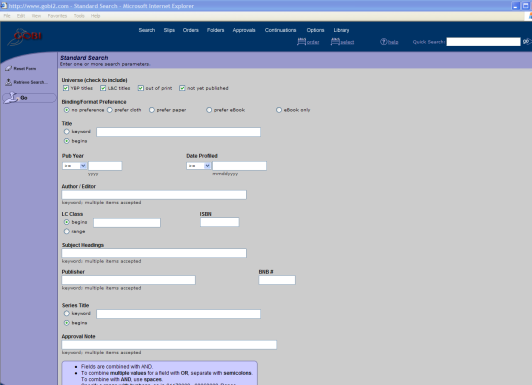 http://www.gobi2.com - Standard Search - Microsoft Internet Explorer
File Edit View Favorites Tools Help
GOBI
Search Slips Orders Folders Approvals Continuations Options Library
order select help Quick Search:
Reset Form
Retrieve Search...
Go
Standard Search
Enter one or more search parameters.
Universe (check to include)
YBP titles L&C titles out of print not yet published
Binding/Format Preference
no preference prefer cloth prefer paper prefer eBook eBook only
Title
keyword
begins
Pub Year Date Profiled
== ==
yyyy mmddyyyy
Author / Editor
keyword: multiple items accepted
LC Class ISBN
begins
range
Subject Headings
keyword: multiple items accepted
Publisher BNB #
keyword: multiple items accepted
Series Title
keyword
begins
Approval Note
keyword: multiple items accepted
• Fields are combined with AND.
• To combine multiple values for a field with OR, separate with semicolons.
To combine with AND, use spaces.